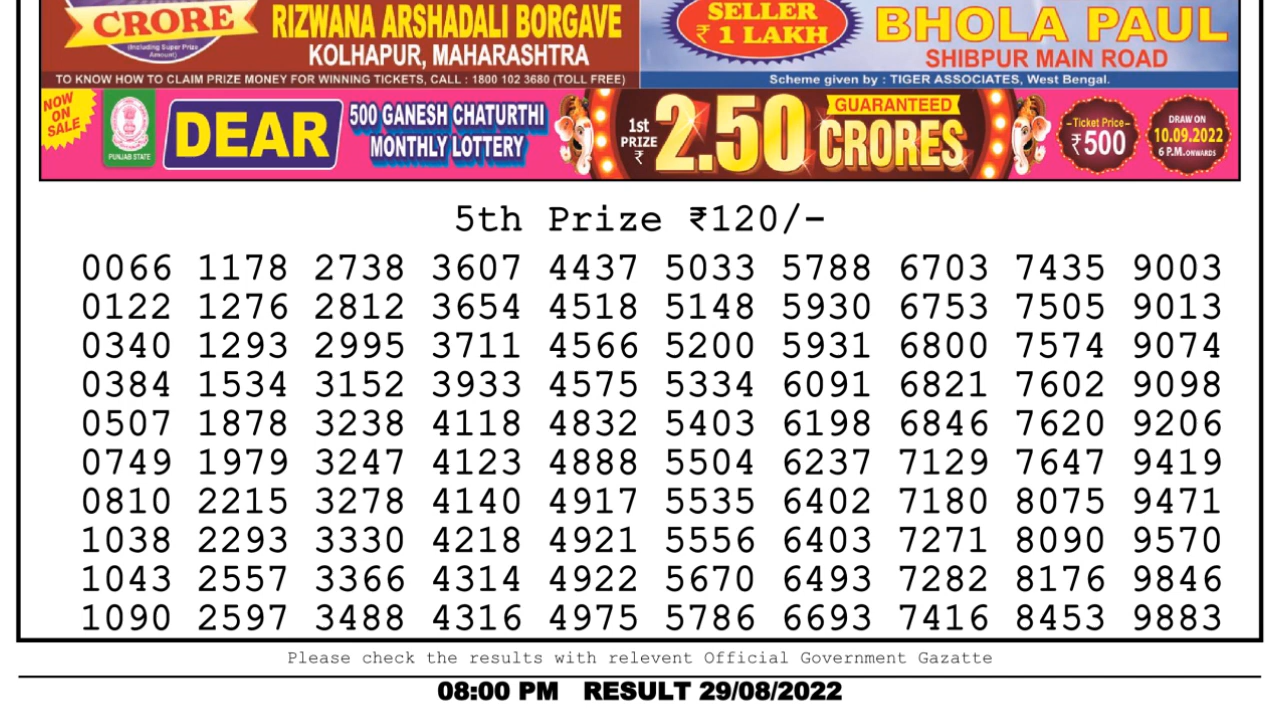 CRORE
(Including Super Prize
Amount)
RIZWANA ARSHADALI BORGAVE
KOLHAPUR, MAHARASHTRA
TO KNOW HOW TO CLAIM PRIZE MONEY FOR WINNING TICKETS, CALL : 1800 102 3680 (TOLL FREE)
SELLER
₹ 1 LAKH
BHOLA PAUL
SHIBPUR MAIN ROAD
Scheme given by : TIGER ASSOCIATES, West Bengal.
NOW
ON
SALE
PUNJAB STATE
DEAR
500 GANESH CHATURTHI
MONTHLY LOTTERY
1st
PRIZE
₹
2.50
GUARANTEED
CRORES
-Ticket Price-
₹500
DRAW ON
10.09.2022
6 P.M. ONWARDS
5th Prize ₹120/-
0066 1178 2738 3607 4437 5033 5788 6703 7435 9003
0122 1276 2812 3654 4518 5148 5930 6753 7505 9013
0340 1293 2995 3711 4566 5200 5931 6800 7574 9074
0384 1534 3152 3933 4575 5334 6091 6821 7602 9098
0507 1878 3238 4118 4832 5403 6198 6846 7620 9206
0749 1979 3247 4123 4888 5504 6237 7129 7647 9419
0810 2215 3278 4140 4917 5535 6402 7180 8075 9471
1038 2293 3330 4218 4921 5556 6403 7271 8090 9570
1043 2557 3366 4314 4922 5670 6493 7282 8176 9846
1090 2597 3488 4316 4975 5786 6693 7416 8453 9883
Please check the results with relevent Official Government Gazatte
08:00 PM RESULT 29/08/2022